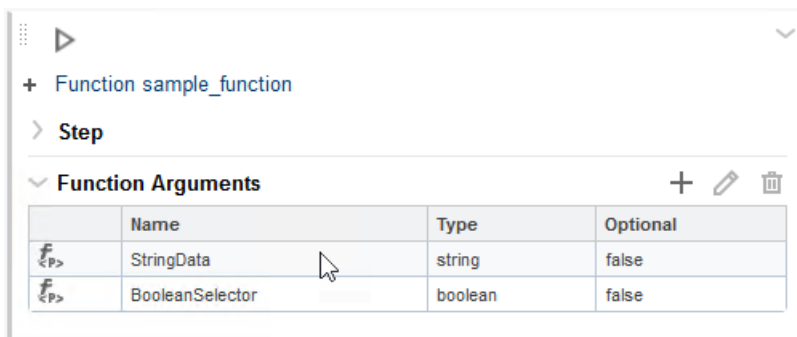 Function sample_function
Step
Function Arguments
Name Type Optional
f <P> StringData string false
f <P> BooleanSelector boolean false